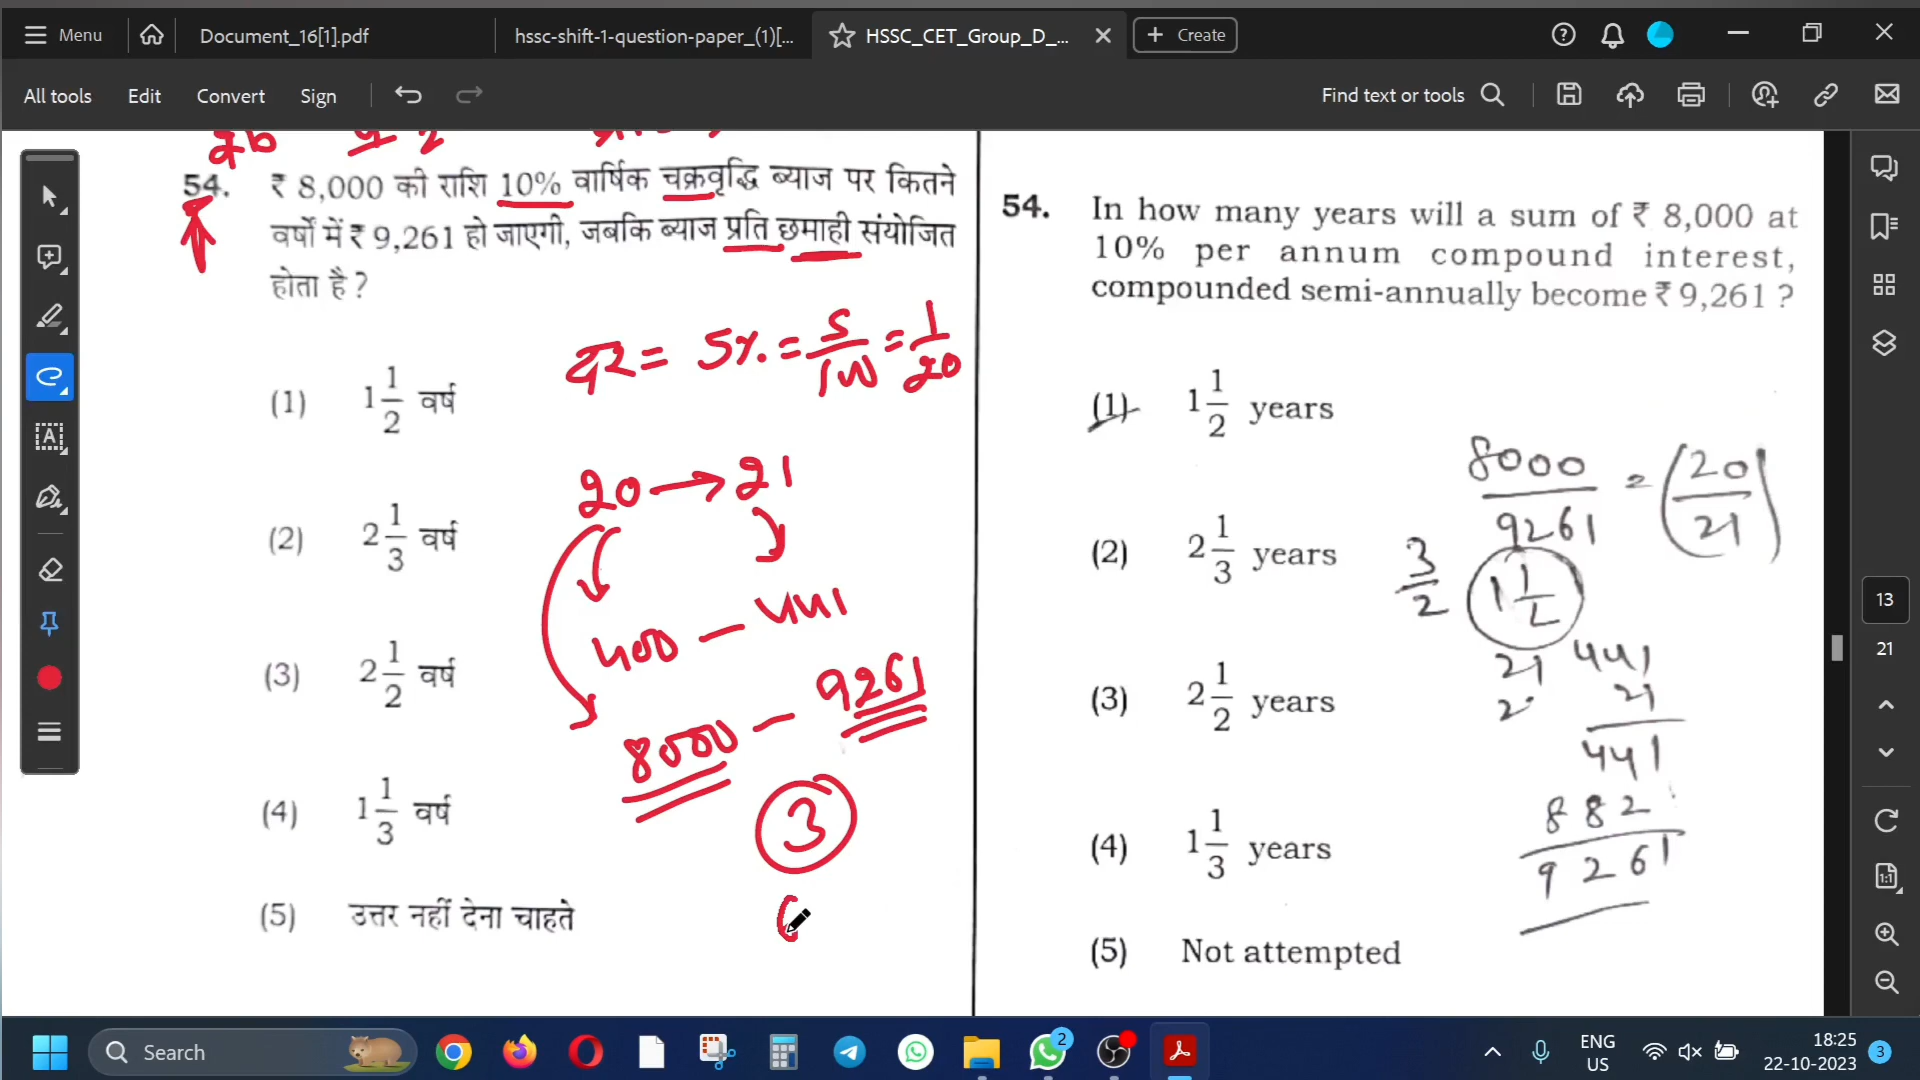 Menu
Document_16[1].pdf
hssc-shift-1-question-paper_(1)[...
HSSC_CET_Group_D_...
Create
All tools
Edit
Convert
Sign
Find text or tools
54. ₹ 8,000 की राशि 10% वार्षिक चक्रवृद्धि ब्याज पर कितने
वर्षों में ₹ 9,261 हो जाएगी, जबकि ब्याज प्रति छमाही संयोजित
होता है ?
(1) 1 1/2 वर्ष
(2) 2 1/3 वर्ष
(3) 2 1/2 वर्ष
(4) 1 1/3 वर्ष
(5) उत्तर नहीं देना चाहते
दर = 5% = 5/100 = 1/20
20 → 21
400 — 441
8000 — 9261
3
54. In how many years will a sum of ₹ 8,000 at
10% per annum compound interest,
compounded semi-annually become ₹ 9,261 ?
(1) 1 1/2 years
(2) 2 1/3 years
(3) 2 1/2 years
(4) 1 1/3 years
(5) Not attempted
8000/9261 = (20/21)
3/2 1 1/2
21 441
2 21
441
882
9261
13
21
1:1
Search
2
ENG
US
18:25
22-10-2023
3